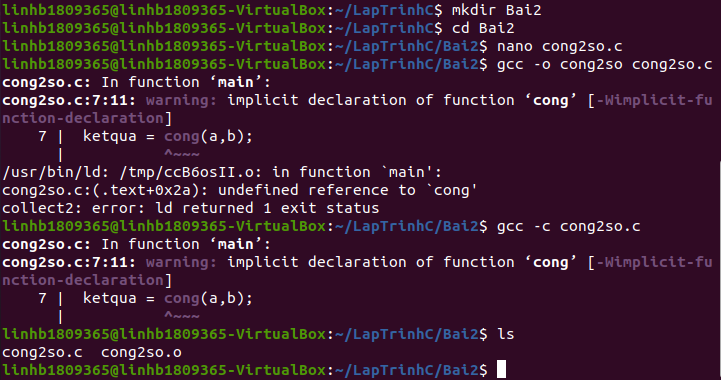 linhb1809365@linhb1809365-VirtualBox:~/LapTrinhC$ mkdir Bai2
linhb1809365@linhb1809365-VirtualBox:~/LapTrinhC$ cd Bai2
linhb1809365@linhb1809365-VirtualBox:~/LapTrinhC/Bai2$ nano cong2so.c
linhb1809365@linhb1809365-VirtualBox:~/LapTrinhC/Bai2$ gcc -o cong2so cong2so.c
cong2so.c: In function ‘main’:
cong2so.c:7:11: warning: implicit declaration of function ‘cong’ [-Wimplicit-fu
nction-declaration]
    7 |  ketqua = cong(a,b);
      |           ^~~~
/usr/bin/ld: /tmp/ccB6osII.o: in function `main':
cong2so.c:(.text+0x2a): undefined reference to `cong'
collect2: error: ld returned 1 exit status
linhb1809365@linhb1809365-VirtualBox:~/LapTrinhC/Bai2$ gcc -c cong2so.c
cong2so.c: In function ‘main’:
cong2so.c:7:11: warning: implicit declaration of function ‘cong’ [-Wimplicit-fu
nction-declaration]
    7 |  ketqua = cong(a,b);
      |           ^~~~
linhb1809365@linhb1809365-VirtualBox:~/LapTrinhC/Bai2$ ls
cong2so.c  cong2so.o
linhb1809365@linhb1809365-VirtualBox:~/LapTrinhC/Bai2$